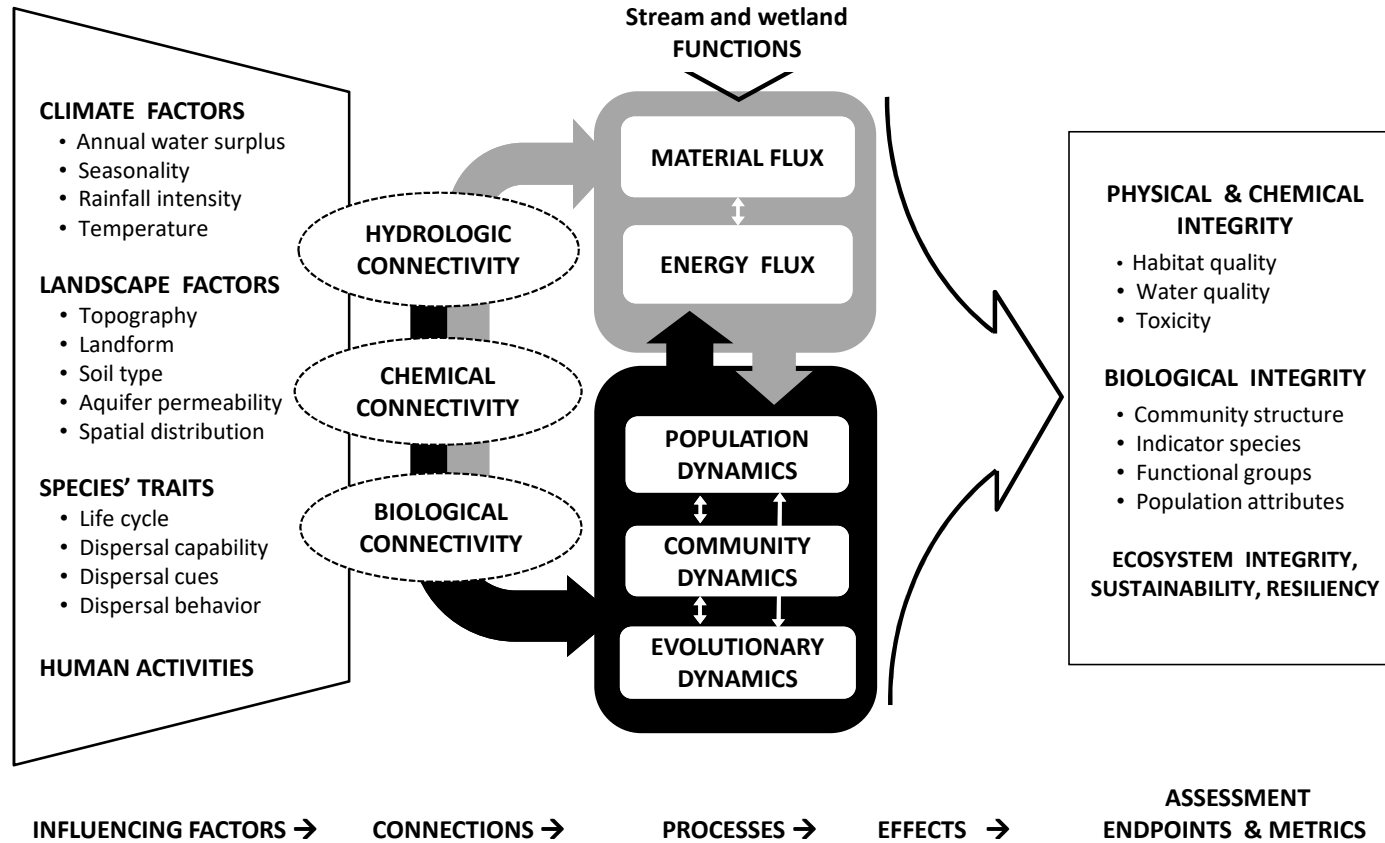 Stream and wetland
FUNCTIONS
CLIMATE FACTORS
• Annual water surplus
• Seasonality
• Rainfall intensity
• Temperature
LANDSCAPE FACTORS
• Topography
• Landform
• Soil type
• Aquifer permeability
• Spatial distribution
SPECIES’ TRAITS
• Life cycle
• Dispersal capability
• Dispersal cues
• Dispersal behavior
HUMAN ACTIVITIES
HYDROLOGIC
CONNECTIVITY
CHEMICAL
CONNECTIVITY
BIOLOGICAL
CONNECTIVITY
MATERIAL FLUX
ENERGY FLUX
POPULATION
DYNAMICS
COMMUNITY
DYNAMICS
EVOLUTIONARY
DYNAMICS
PHYSICAL & CHEMICAL
INTEGRITY
• Habitat quality
• Water quality
• Toxicity
BIOLOGICAL INTEGRITY
• Community structure
• Indicator species
• Functional groups
• Population attributes
ECOSYSTEM INTEGRITY,
SUSTAINABILITY, RESILIENCY
INFLUENCING FACTORS →
CONNECTIONS →
PROCESSES →
EFFECTS →
ASSESSMENT
ENDPOINTS & METRICS